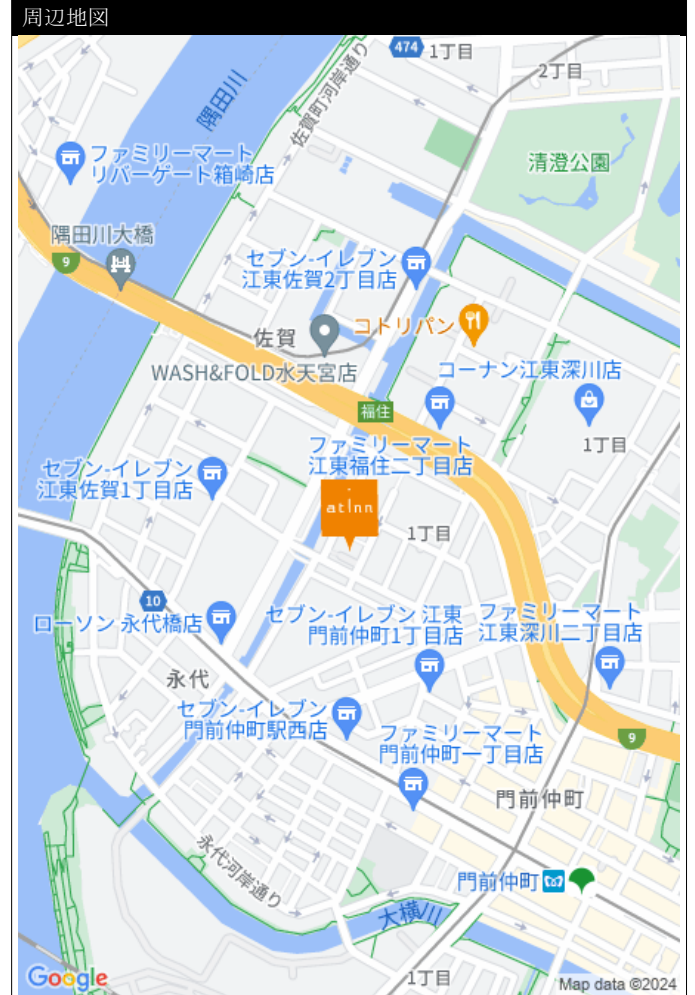 周辺地図
474
1丁目
2丁目
隅田川
佐賀町河岸通り
清澄公園
ファミリーマート
リバーゲート箱崎店
隅田川大橋
9
セブン-イレブン
江東佐賀2丁目店
佐賀
コトリパン
WASH&FOLD水天宮店
コーナン江東深川店
福住
ファミリーマート
江東福住二丁目店
1丁目
セブン-イレブン
江東佐賀1丁目店
atinn
1丁目
10
ローソン 永代橋店
セブン-イレブン 江東
門前仲町1丁目店
ファミリーマート
江東深川二丁目店
永代
セブン-イレブン
門前仲町駅西店
ファミリーマート
門前仲町一丁目店
9
門前仲町
永代河岸通り
門前仲町
大横川
Google
1丁目
Map data ©2024